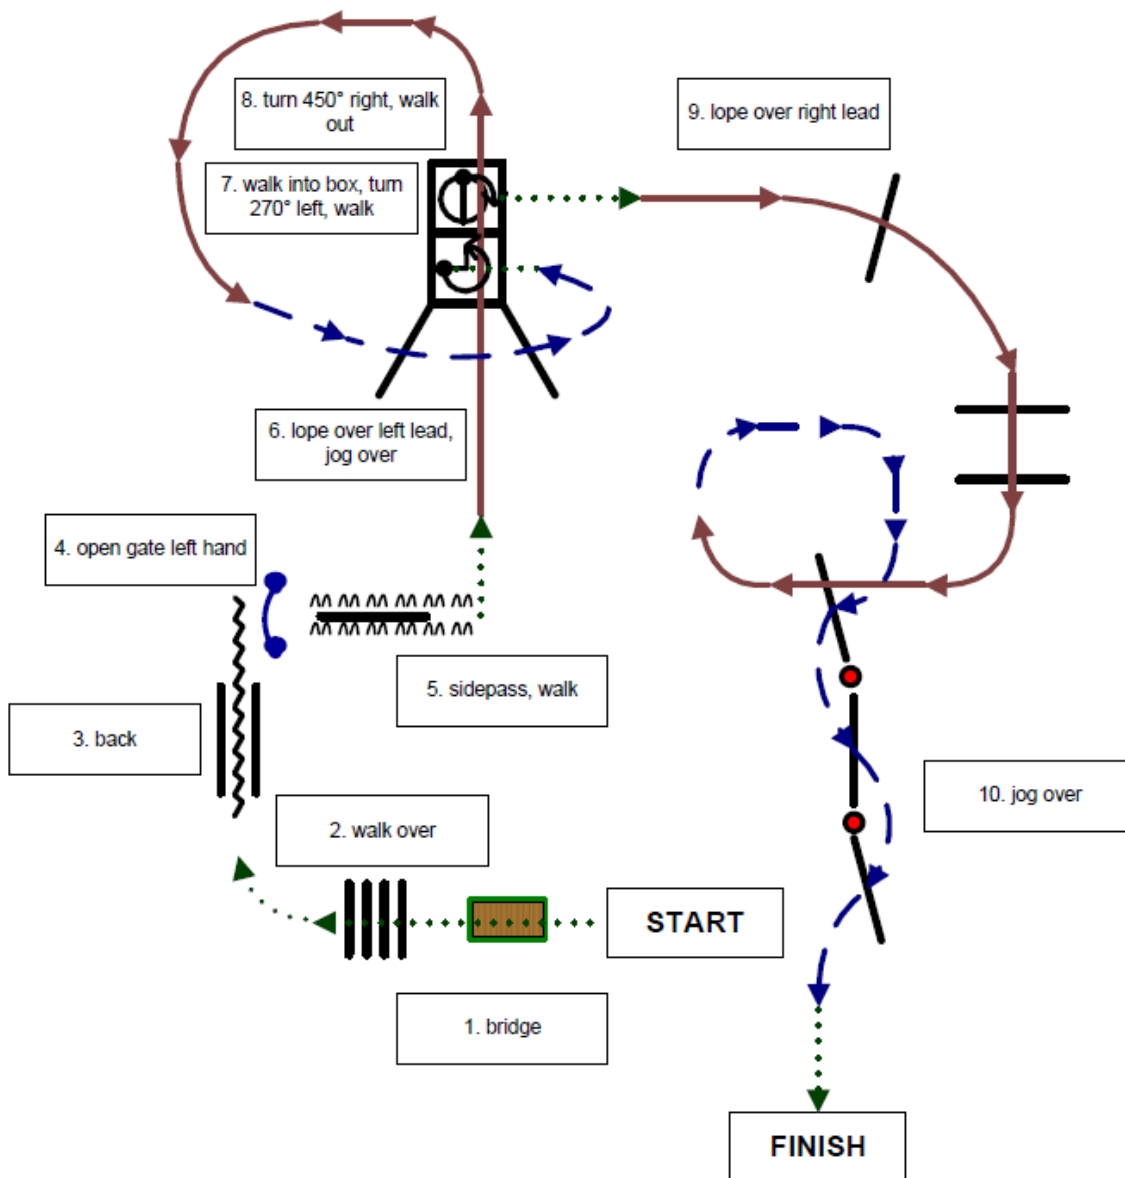 8. turn 450° right, walk
out
9. lope over right lead
7. walk into box, turn
270° left, walk
6. lope over left lead,
jog over
4. open gate left hand
5. sidepass, walk
3. back
10. jog over
2. walk over
START
1. bridge
FINISH